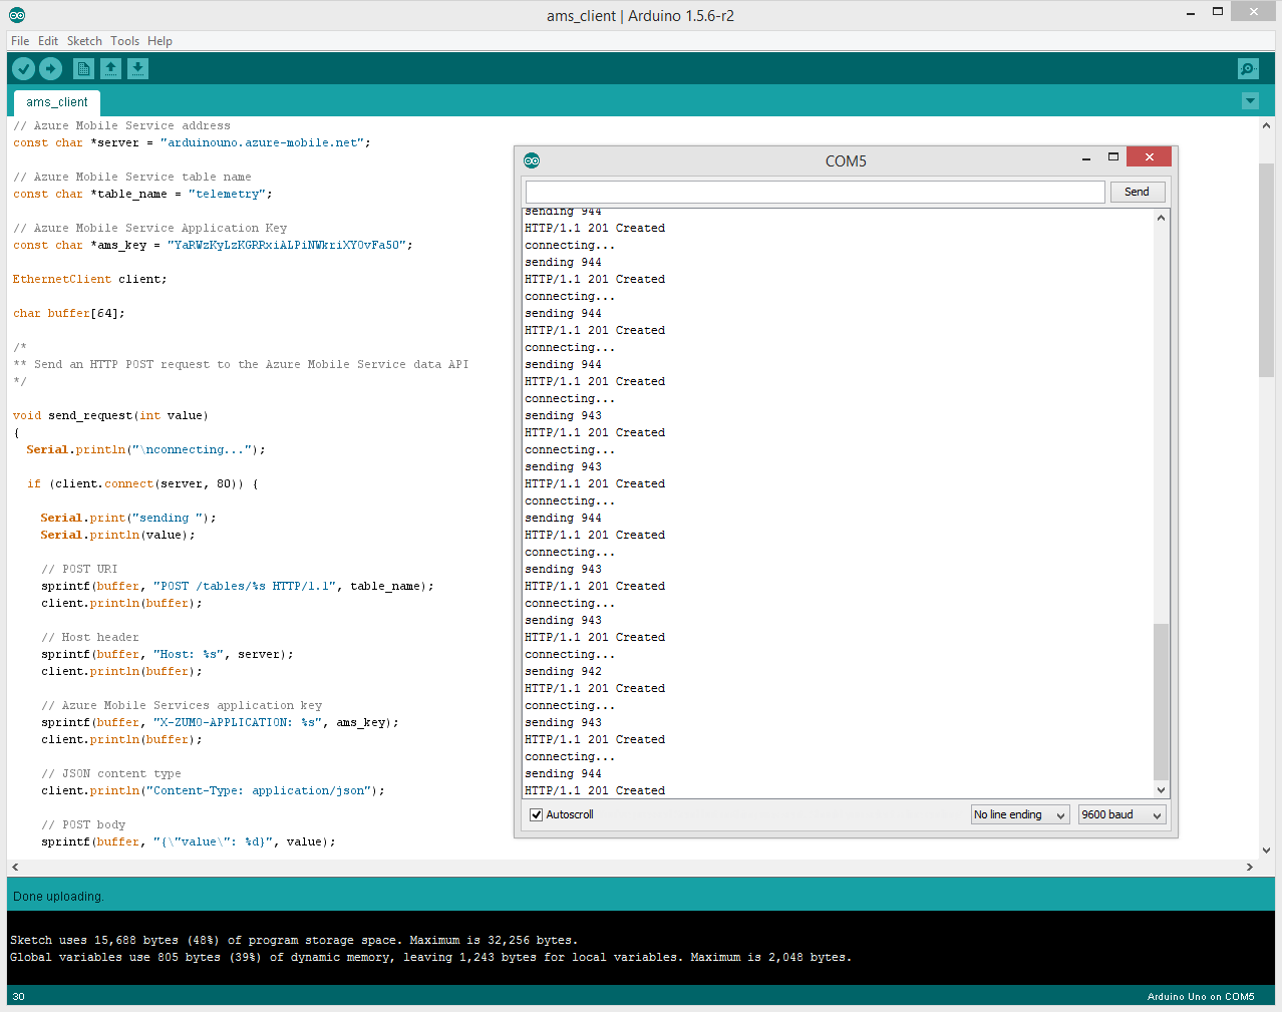 ams_client | Arduino 1.5.6-r2
File Edit Sketch Tools Help
ams_client
// Azure Mobile Service address
const char *server = "arduinouno.azure-mobile.net";
// Azure Mobile Service table name
const char *table_name = "telemetry";
// Azure Mobile Service Application Key
const char *ams_key = "YaRWzKyLzKGRRxiALPiNWkriXYOvFa50";
EthernetClient client;
char buffer[64];
/*
** Send an HTTP POST request to the Azure Mobile Service data API
*/
void send_request(int value)
{
Serial.println("\nconnecting...");
if (client.connect(server, 80)) {
Serial.print("sending ");
Serial.println(value);
// POST URI
sprintf(buffer, "POST /tables/%s HTTP/1.1", table_name);
client.println(buffer);
// Host header
sprintf(buffer, "Host: %s", server);
client.println(buffer);
// Azure Mobile Services application key
sprintf(buffer, "X-ZUMO-APPLICATION: %s", ams_key);
client.println(buffer);
// JSON content type
client.println("Content-Type: application/json");
// POST body
sprintf(buffer, "{\"value\": %d}", value);
COM5
Send
sending 944
HTTP/1.1 201 Created
connecting...
sending 944
HTTP/1.1 201 Created
connecting...
sending 944
HTTP/1.1 201 Created
connecting...
sending 944
HTTP/1.1 201 Created
connecting...
sending 943
HTTP/1.1 201 Created
connecting...
sending 943
HTTP/1.1 201 Created
connecting...
sending 944
HTTP/1.1 201 Created
connecting...
sending 943
HTTP/1.1 201 Created
connecting...
sending 943
HTTP/1.1 201 Created
connecting...
sending 942
HTTP/1.1 201 Created
connecting...
sending 943
HTTP/1.1 201 Created
connecting...
sending 944
HTTP/1.1 201 Created
Autoscroll
No line ending
9600 baud
Done uploading.
Sketch uses 15,688 bytes (48%) of program storage space. Maximum is 32,256 bytes.
Global variables use 805 bytes (39%) of dynamic memory, leaving 1,243 bytes for local variables. Maximum is 2,048 bytes.
30
Arduino Uno on COM5